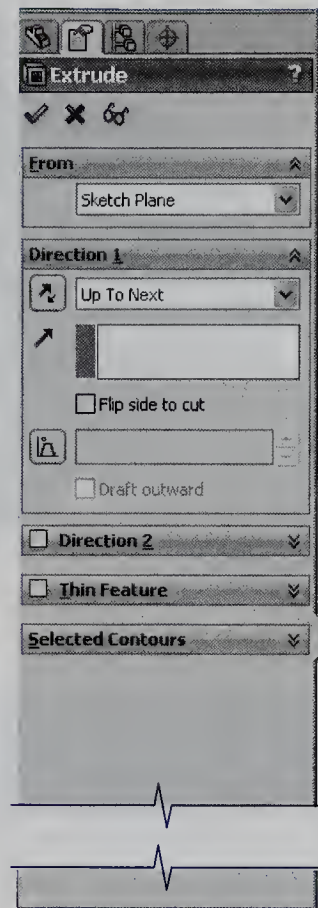 Extrude ?
From
Sketch Plane
Direction 1
Up To Next
Flip side to cut
Draft outward
Direction 2
Thin Feature
Selected Contours